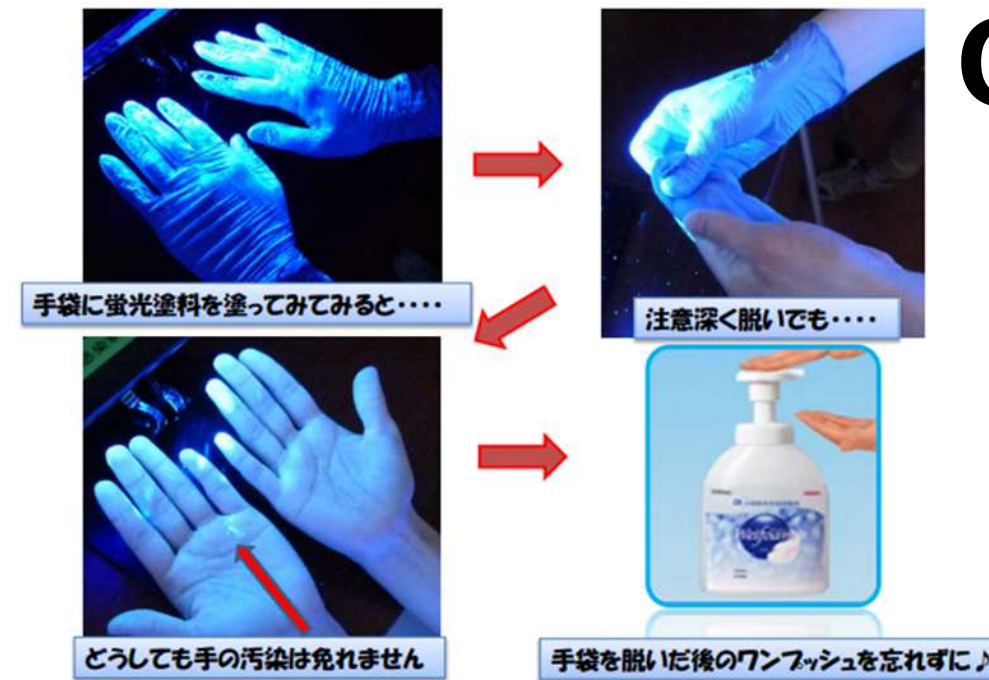 手袋に蛍光塗料を塗ってみてみると・・・・
注意深く脱いでも・・・・
どうしても手の汚染は免れません
Welfoam
手袋を脱いだ後のワンプッシュを忘れずに♪